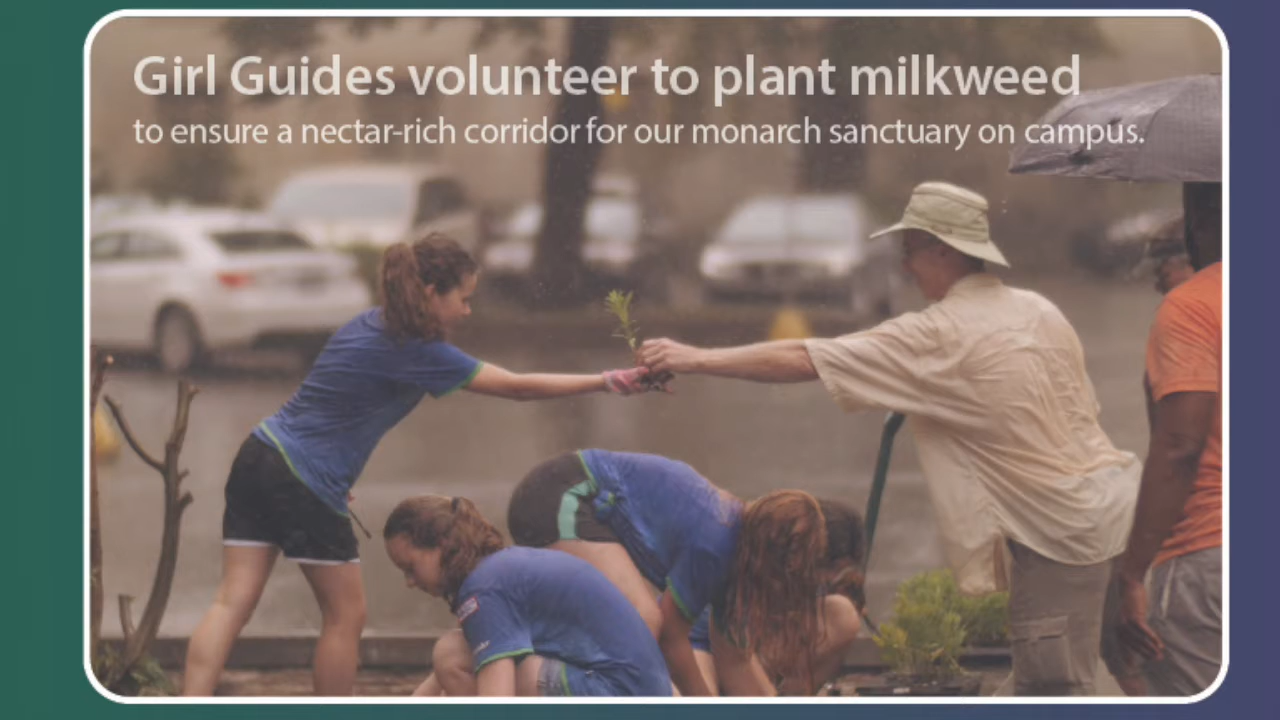 Girl Guides volunteer to plant milkweed
to ensure a nectar-rich corridor for our monarch sanctuary on campus.